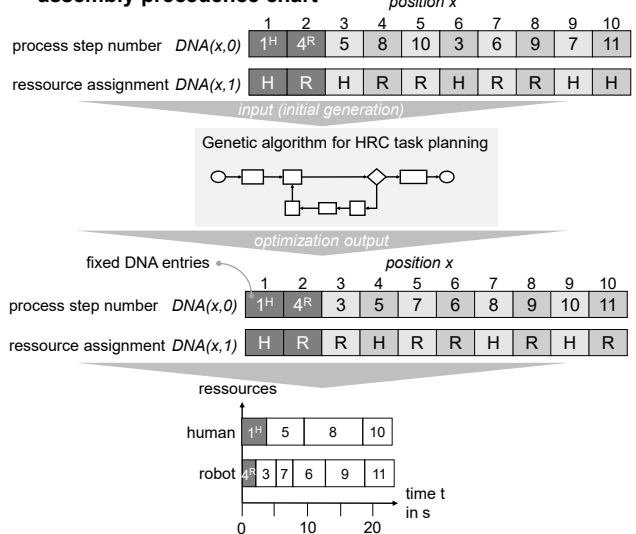 assembly precedence chart
position x
1 2 3 4 5 6 7 8 9 10
process step number DNA(x,0) 1H 4R 5 8 10 3 6 9 7 11
ressource assignment DNA(x,1) H R H R R H R R H H
input (initial generation)
Genetic algorithm for HRC task planning
optimization output
fixed DNA entries
position x
1 2 3 4 5 6 7 8 9 10
process step number DNA(x,0) 1H 4R 3 5 7 6 8 9 10 11
ressource assignment DNA(x,1) H R R H R R H R H R
ressources
human 1H 5 8 10
robot 4R 3 7 6 9 11
time t
in s
0 10 20